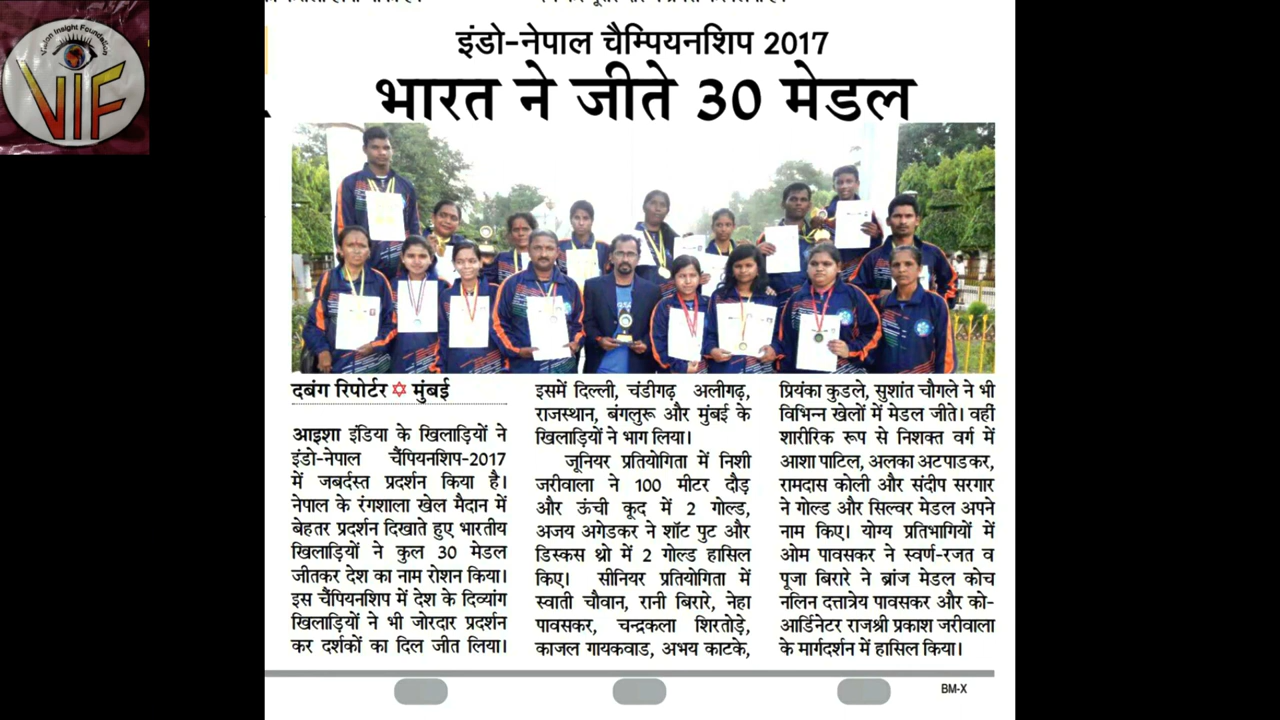 Vision Insight Foundation
VIF
इंडो-नेपाल चैम्पियनशिप 2017
भारत ने जीते 30 मेडल
दबंग रिपोर्टर ✡ मुंबई
आइशा इंडिया के खिलाड़ियों ने
इंडो-नेपाल चैंपियनशिप-2017
में जबर्दस्त प्रदर्शन किया है।
नेपाल के रंगशाला खेल मैदान में
बेहतर प्रदर्शन दिखाते हुए भारतीय
खिलाड़ियों ने कुल 30 मेडल
जीतकर देश का नाम रोशन किया।
इस चैंपियनशिप में देश के दिव्यांग
खिलाड़ियों ने भी जोरदार प्रदर्शन
कर दर्शकों का दिल जीत लिया।
इसमें दिल्ली, चंडीगढ़ अलीगढ़,
राजस्थान, बंगलुरू और मुंबई के
खिलाड़ियों ने भाग लिया।
जूनियर प्रतियोगिता में निशी
जरीवाला ने 100 मीटर दौड़
और ऊंची कूद में 2 गोल्ड,
अजय अगेडकर ने शॉट पुट और
डिस्कस थ्रो में 2 गोल्ड हासिल
किए। सीनियर प्रतियोगिता में
स्वाती चौवान, रानी बिरारे, नेहा
पावसकर, चन्द्रकला शिरतोड़े,
काजल गायकवाड, अभय काटके,
प्रियंका कुडले, सुशांत चौगले ने भी
विभिन्न खेलों में मेडल जीते। वहीं
शारीरिक रूप से निशक्त वर्ग में
आशा पाटिल, अलका अटपाडकर,
रामदास कोली और संदीप सरगार
ने गोल्ड और सिल्वर मेडल अपने
नाम किए। योग्य प्रतिभागियों में
ओम पावसकर ने स्वर्ण-रजत व
पूजा बिरारे ने ब्रांज मेडल कोच
नलिन दत्तात्रेय पावसकर और को-
आर्डिनेटर राजश्री प्रकाश जरीवाला
के मार्गदर्शन में हासिल किया।
BM-X